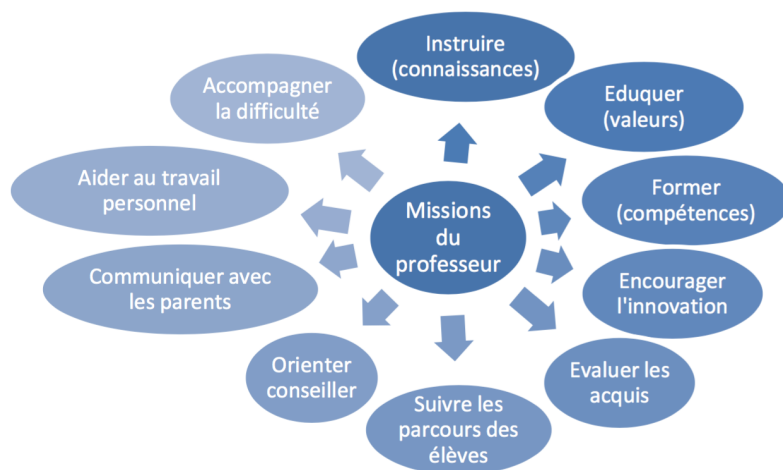 Instruire
(connaissances)
Eduquer
(valeurs)
Former
(compétences)
Encourager
l'innovation
Evaluer les
acquis
Suivre les
parcours des
élèves
Orienter
conseiller
Communiquer avec
les parents
Aider au travail
personnel
Accompagner
la difficulté
Missions
du
professeur